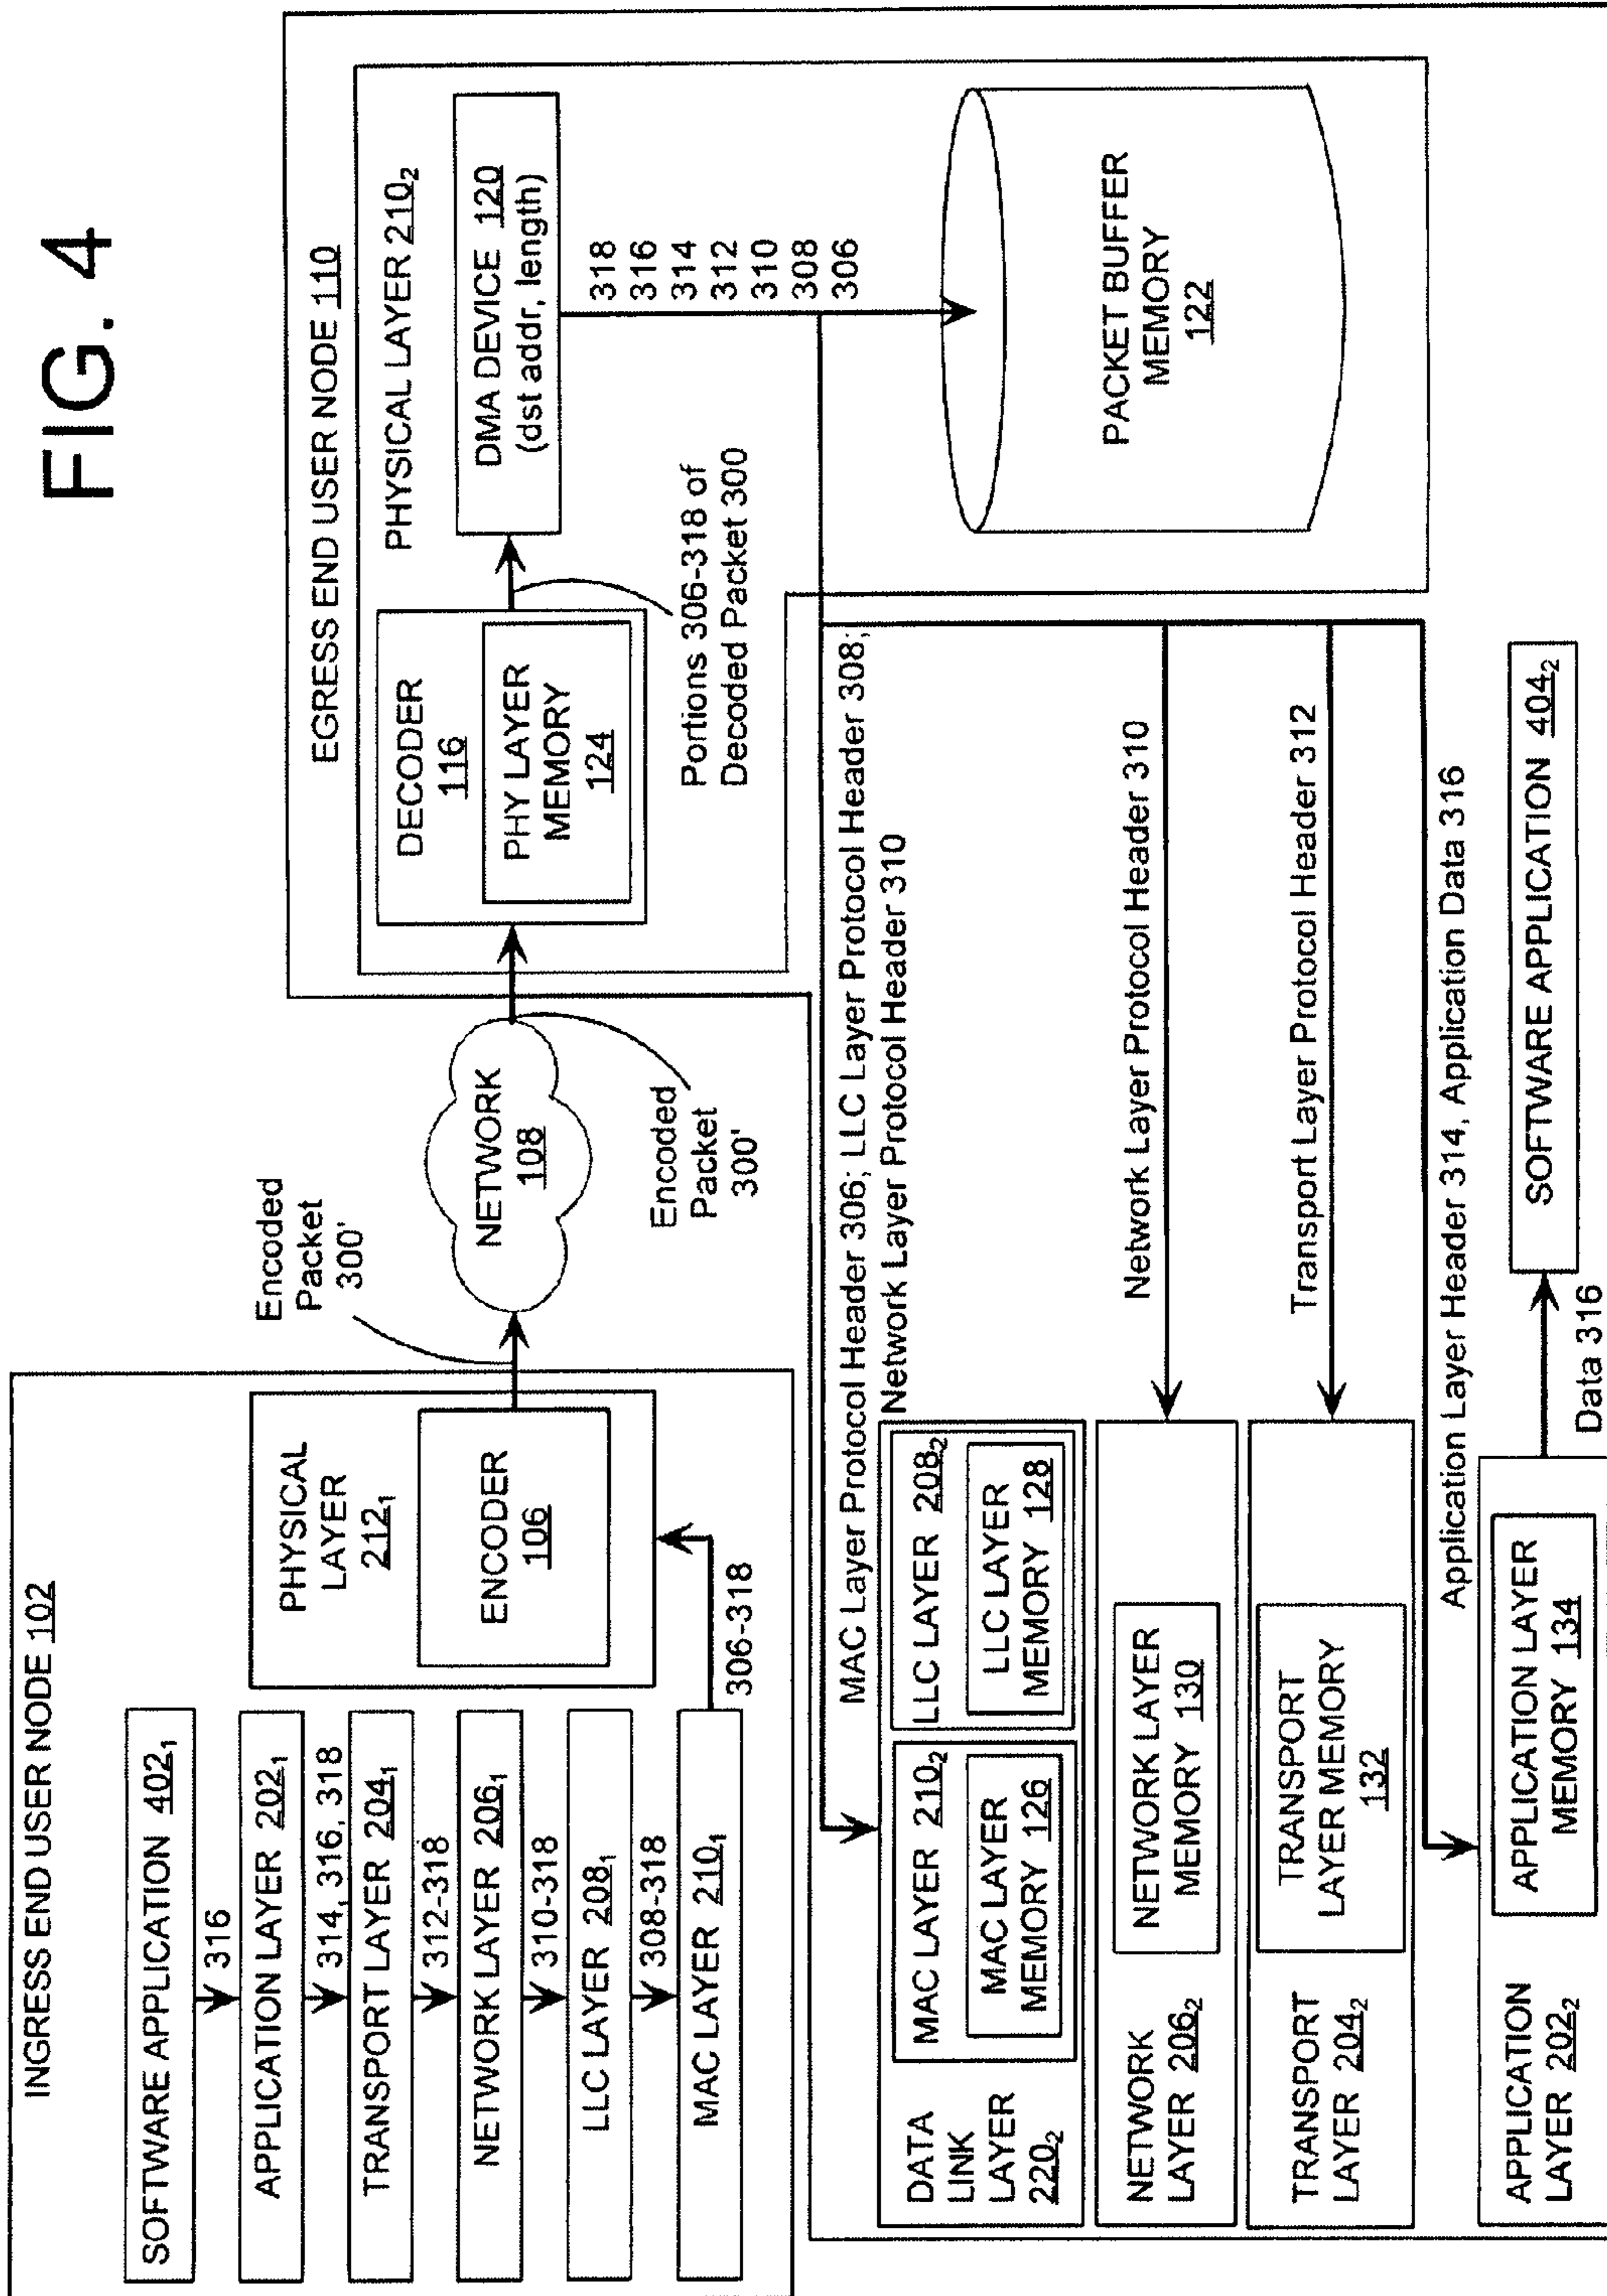 FIG. 4
INGRESS END USER NODE 102
SOFTWARE APPLICATION 402₁
316
APPLICATION LAYER 202₁
314, 316, 318
TRANSPORT LAYER 204₁
312-318
NETWORK LAYER 206₁
310-318
LLC LAYER 208₁
308-318
MAC LAYER 210₁
306-318
PHYSICAL
LAYER
212₁
ENCODER
106
Encoded
Packet
300'
NETWORK
108
Encoded
Packet
300'
EGRESS END USER NODE 110
PHYSICAL LAYER 210₂
DECODER
116
PHY LAYER
MEMORY
124
Portions 306-318 of
Decoded Packet 300
DMA DEVICE 120
(dst addr, length)
318
316
314
312
310
308
306
PACKET BUFFER
MEMORY
122
MAC Layer Protocol Header 306; LLC Layer Protocol Header 308;
Network Layer Protocol Header 310
DATA
LINK
LAYER
220₂
MAC LAYER 210₂
MAC LAYER
MEMORY 126
LLC LAYER 208₂
LLC LAYER
MEMORY 128
Network Layer Protocol Header 310
NETWORK
LAYER 206₂
NETWORK LAYER
MEMORY 130
Transport Layer Protocol Header 312
TRANSPORT
LAYER 204₂
TRANSPORT
LAYER MEMORY
132
Application Layer Header 314, Application Data 316
APPLICATION
LAYER 202₂
APPLICATION LAYER
MEMORY 134
Data 316
SOFTWARE APPLICATION 404₂